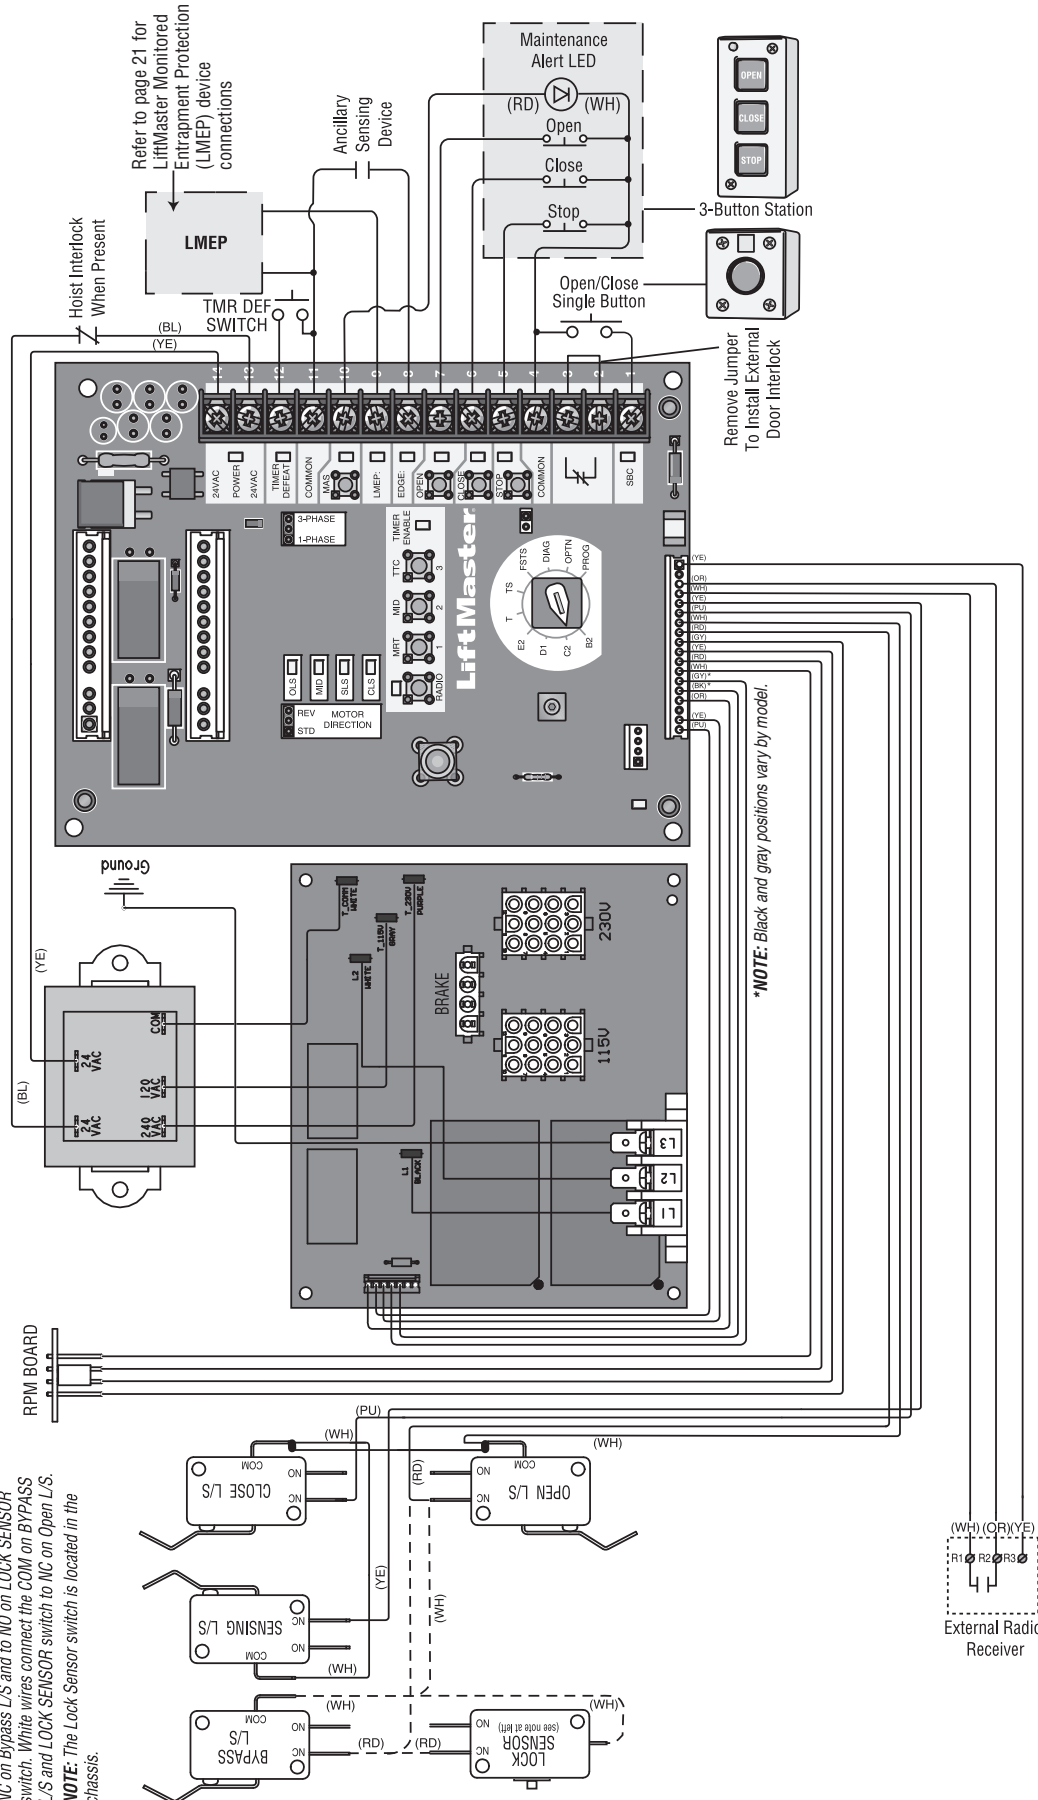 Refer to page 21 for
LiftMaster Monitored
Entrapment Protection
(LMEP) device
connections
Hoist Interlock
When Present
LMEP
Ancillary
Sensing
Device
Maintenance
Alert LED
(RD)
(WH)
Open
Close
Stop
OPEN
CLOSE
STOP
3-Button Station
Open/Close
Single Button
Remove Jumper
To Install External
Door Interlock
TMR DEF
SWITCH
(BL)
(YE)
14
13
12
11
10
9
8
7
6
5
4
3
2
1
24VAC
POWER
24VAC
TIMER
DEFEAT
COMMON
MAS
LMEP:
EDGE:
OPEN
CLOSE
STOP
COMMON
SBC
3-PHASE
1-PHASE
TIMER
ENABLE
TTC
3
MID
2
MRT
1
RADIO
LiftMaster
OLS
MID
SLS
CLS
REV
STD
MOTOR
DIRECTION
E2
T
TS
FSTS
DIAG
OPTN
PROG
D1
C2
B2
(YE)
(OR)
(WH)
(YE)
(PU)
(WH)
(RD)
(GY)
(YE)
(RD)
(WH)
(GY)*
(BK)*
(OR)
(YE)
(PU)
*NOTE: Black and gray positions vary by model.
Ground
(YE)
(BL)
24
VAC
24
VAC
COM
120
VAC
240
VAC
T_COMM
WHITE
T_115V
GRAY
T_230V
PURPLE
L2
WHITE
L1
BLACK
BRAKE
230V
115V
L3
L2
L1
RPM BOARD
(PU)
(WH)
(RD)
(WH)
CLOSE L/S
COM
NO
NC
OPEN L/S
COM
NO
NC
SENSING L/S
COM
NO
NC
(YE)
(WH)
(WH)
BYPASS
L/S
COM
NO
NC
(WH)
(RD)
(RD)
(WH)
LOCK
SENSOR
(see note at left)
NO
NC
NC on Bypass L/S and to NO on LOCK SENSOR
switch. White wires connect the COM on BYPASS
L/S and LOCK SENSOR switch to NC on Open L/S.
NOTE: The Lock Sensor switch is located in the
chassis.
(WH)
(OR)
(YE)
R1
R2
R3
External Radio
Receiver